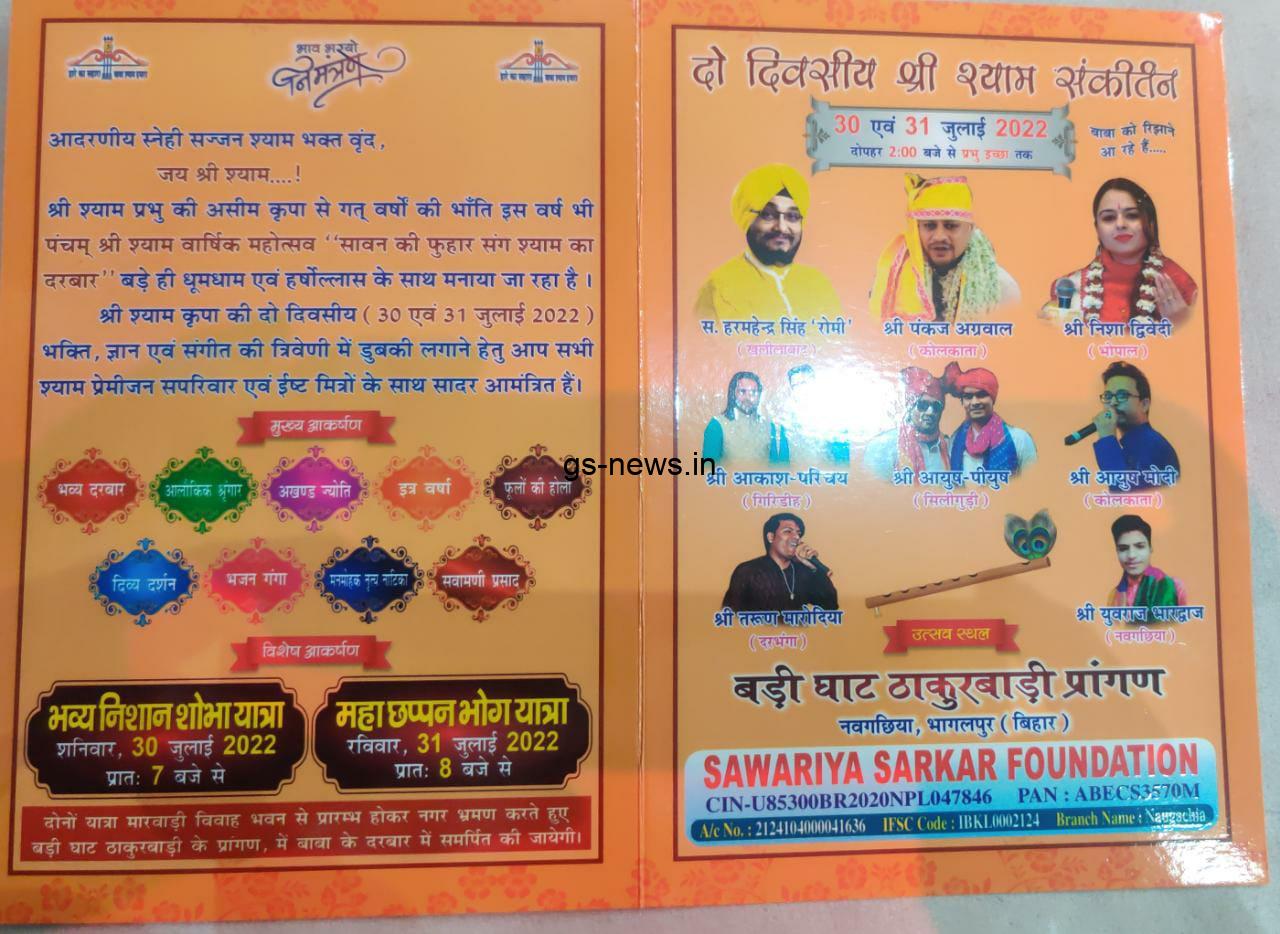 हारे का सहारा बाबा श्याम हमारा
भाव भरबो
निमंत्रण
हारे का सहारा बाबा श्याम हमारा
आदरणीय स्नेही सज्जन श्याम भक्त वृंद,
जय श्री श्याम....!
श्री श्याम प्रभु की असीम कृपा से गत् वर्षो की भाँति इस वर्ष भी
पंचम् श्री श्याम वार्षिक महोत्सव "सावन की फुहार संग श्याम का
दरबार" बड़े ही धूमधाम एवं हर्षोल्लास के साथ मनाया जा रहा है ।
श्री श्याम कृपा की दो दिवसीय ( 30 एवं 31 जुलाई 2022 )
भक्ति, ज्ञान एवं संगीत की त्रिवेणी में डुबकी लगाने हेतु आप सभी
श्याम प्रेमीजन सपरिवार एवं ईष्ट मित्रों के साथ सादर आमंत्रित हैं।
मुख्य आकर्षण
भव्य दरबार
आलौकिक श्रृंगार
अखण्ड ज्योति
इत्र वर्षा
फूलों की होली
दिव्य दर्शन
भजन गंगा
मनमोहक नृत्य नाटिका
सवामणी प्रसाद
विशेष आकर्षण
भव्य निशान शोभा यात्रा
शनिवार, 30 जुलाई 2022
प्रात: 7 बजे से
महा छप्पन भोग यात्रा
रविवार, 31 जुलाई 2022
प्रात: 8 बजे से
दोनों यात्रा मारवाड़ी विवाह भवन से प्रारम्भ होकर नगर भ्रमण करते हुए
बड़ी घाट ठाकुरबाड़ी के प्रांगण, में बाबा के दरबार में समर्पित की जायेगी।
दो दिवसीय श्री श्याम संकीर्तन
30 एवं 31 जुलाई 2022
दोपहर 2:00 बजे से प्रभु इच्छा तक
बाबा को रिझाने
आ रहे हैं.....
स. हरमहेन्द्र सिंह 'रोमी'
( खलीलाबाद )
श्री पंकज अग्रवाल
( कोलकाता )
श्री निशा द्विवेदी
( भोपाल )
श्री आकाश-परिचय
( गिरिडीह )
श्री आयुष-पीयुष
( सिलीगुड़ी )
श्री आयुष मोदी
( कोलकाता )
gs-news.in
श्री तरूण मारोदिया
( दरभंगा )
श्री युवराज भारद्वाज
( नवगछिया )
उत्सव स्थल
बड़ी घाट ठाकुरबाड़ी प्रांगण
नवगछिया, भागलपुर ( बिहार )
SAWARIYA SARKAR FOUNDATION
CIN-U85300BR2020NPL047846 PAN : ABECS3570M
A/c No. : 2124104000041636 IFSC Code : IBKL0002124 Branch Name : Naugachia